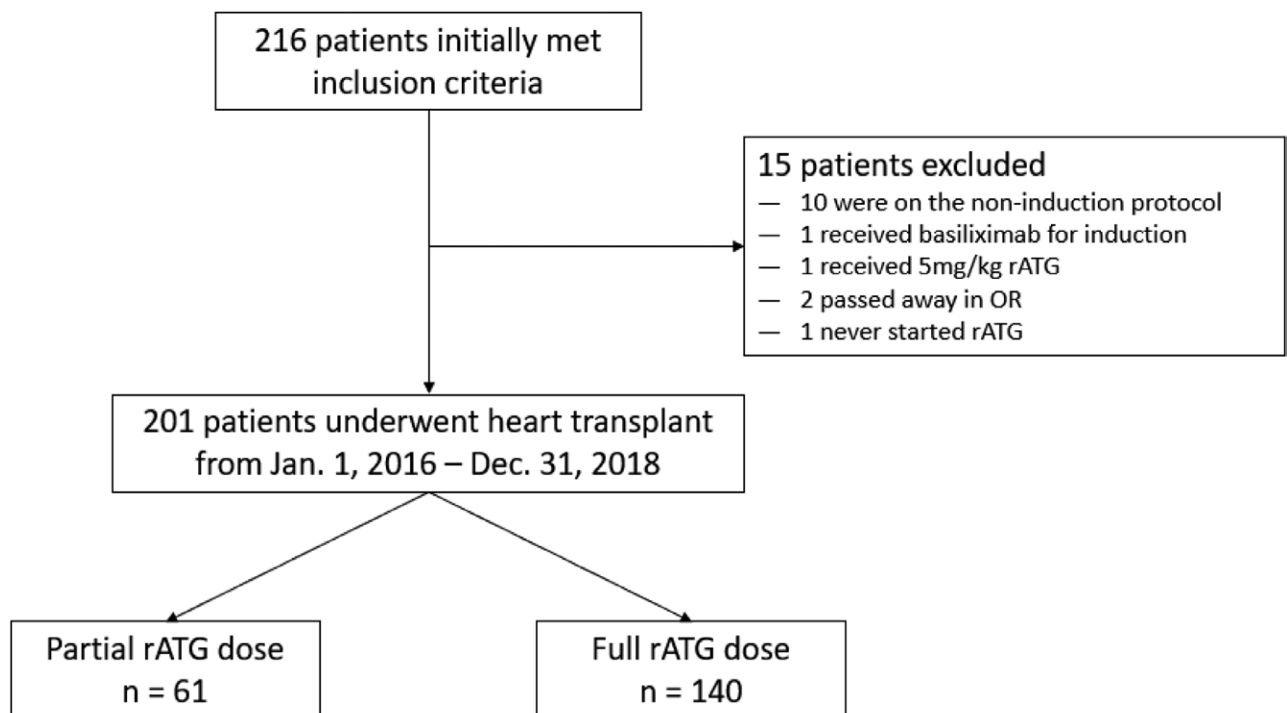 216 patients initially met
inclusion criteria
15 patients excluded
— 10 were on the non-induction protocol
— 1 received basiliximab for induction
— 1 received 5mg/kg rATG
— 2 passed away in OR
— 1 never started rATG
201 patients underwent heart transplant
from Jan. 1, 2016 – Dec. 31, 2018
Partial rATG dose
n = 61
Full rATG dose
n = 140